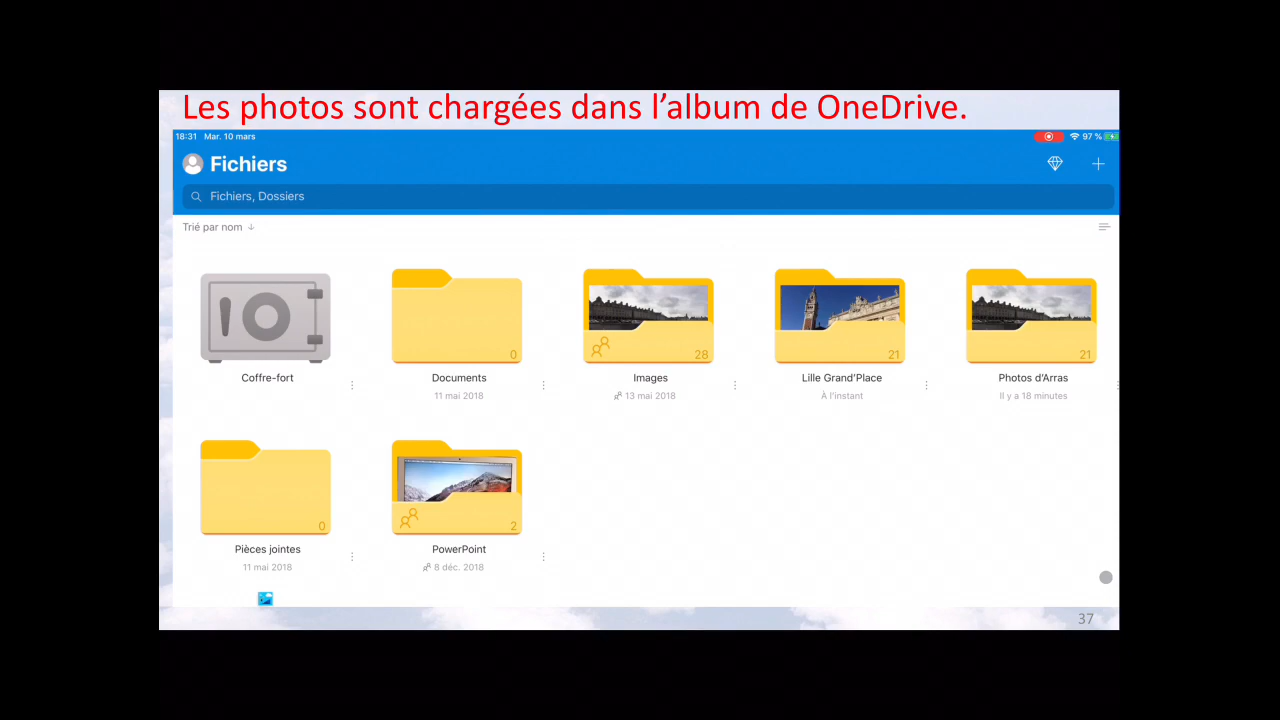 Les photos sont chargées dans l’album de OneDrive.
18:31 Mar. 10 mars 97 %
Fichiers
Fichiers, Dossiers
Trié par nom ↓
0 28 21 21
Coffre-fort Documents Images Lille Grand’Place Photos d’Arras
11 mai 2018 13 mai 2018 À l’instant Il y a 18 minutes
0 2
Pièces jointes PowerPoint
11 mai 2018 8 déc. 2018
37